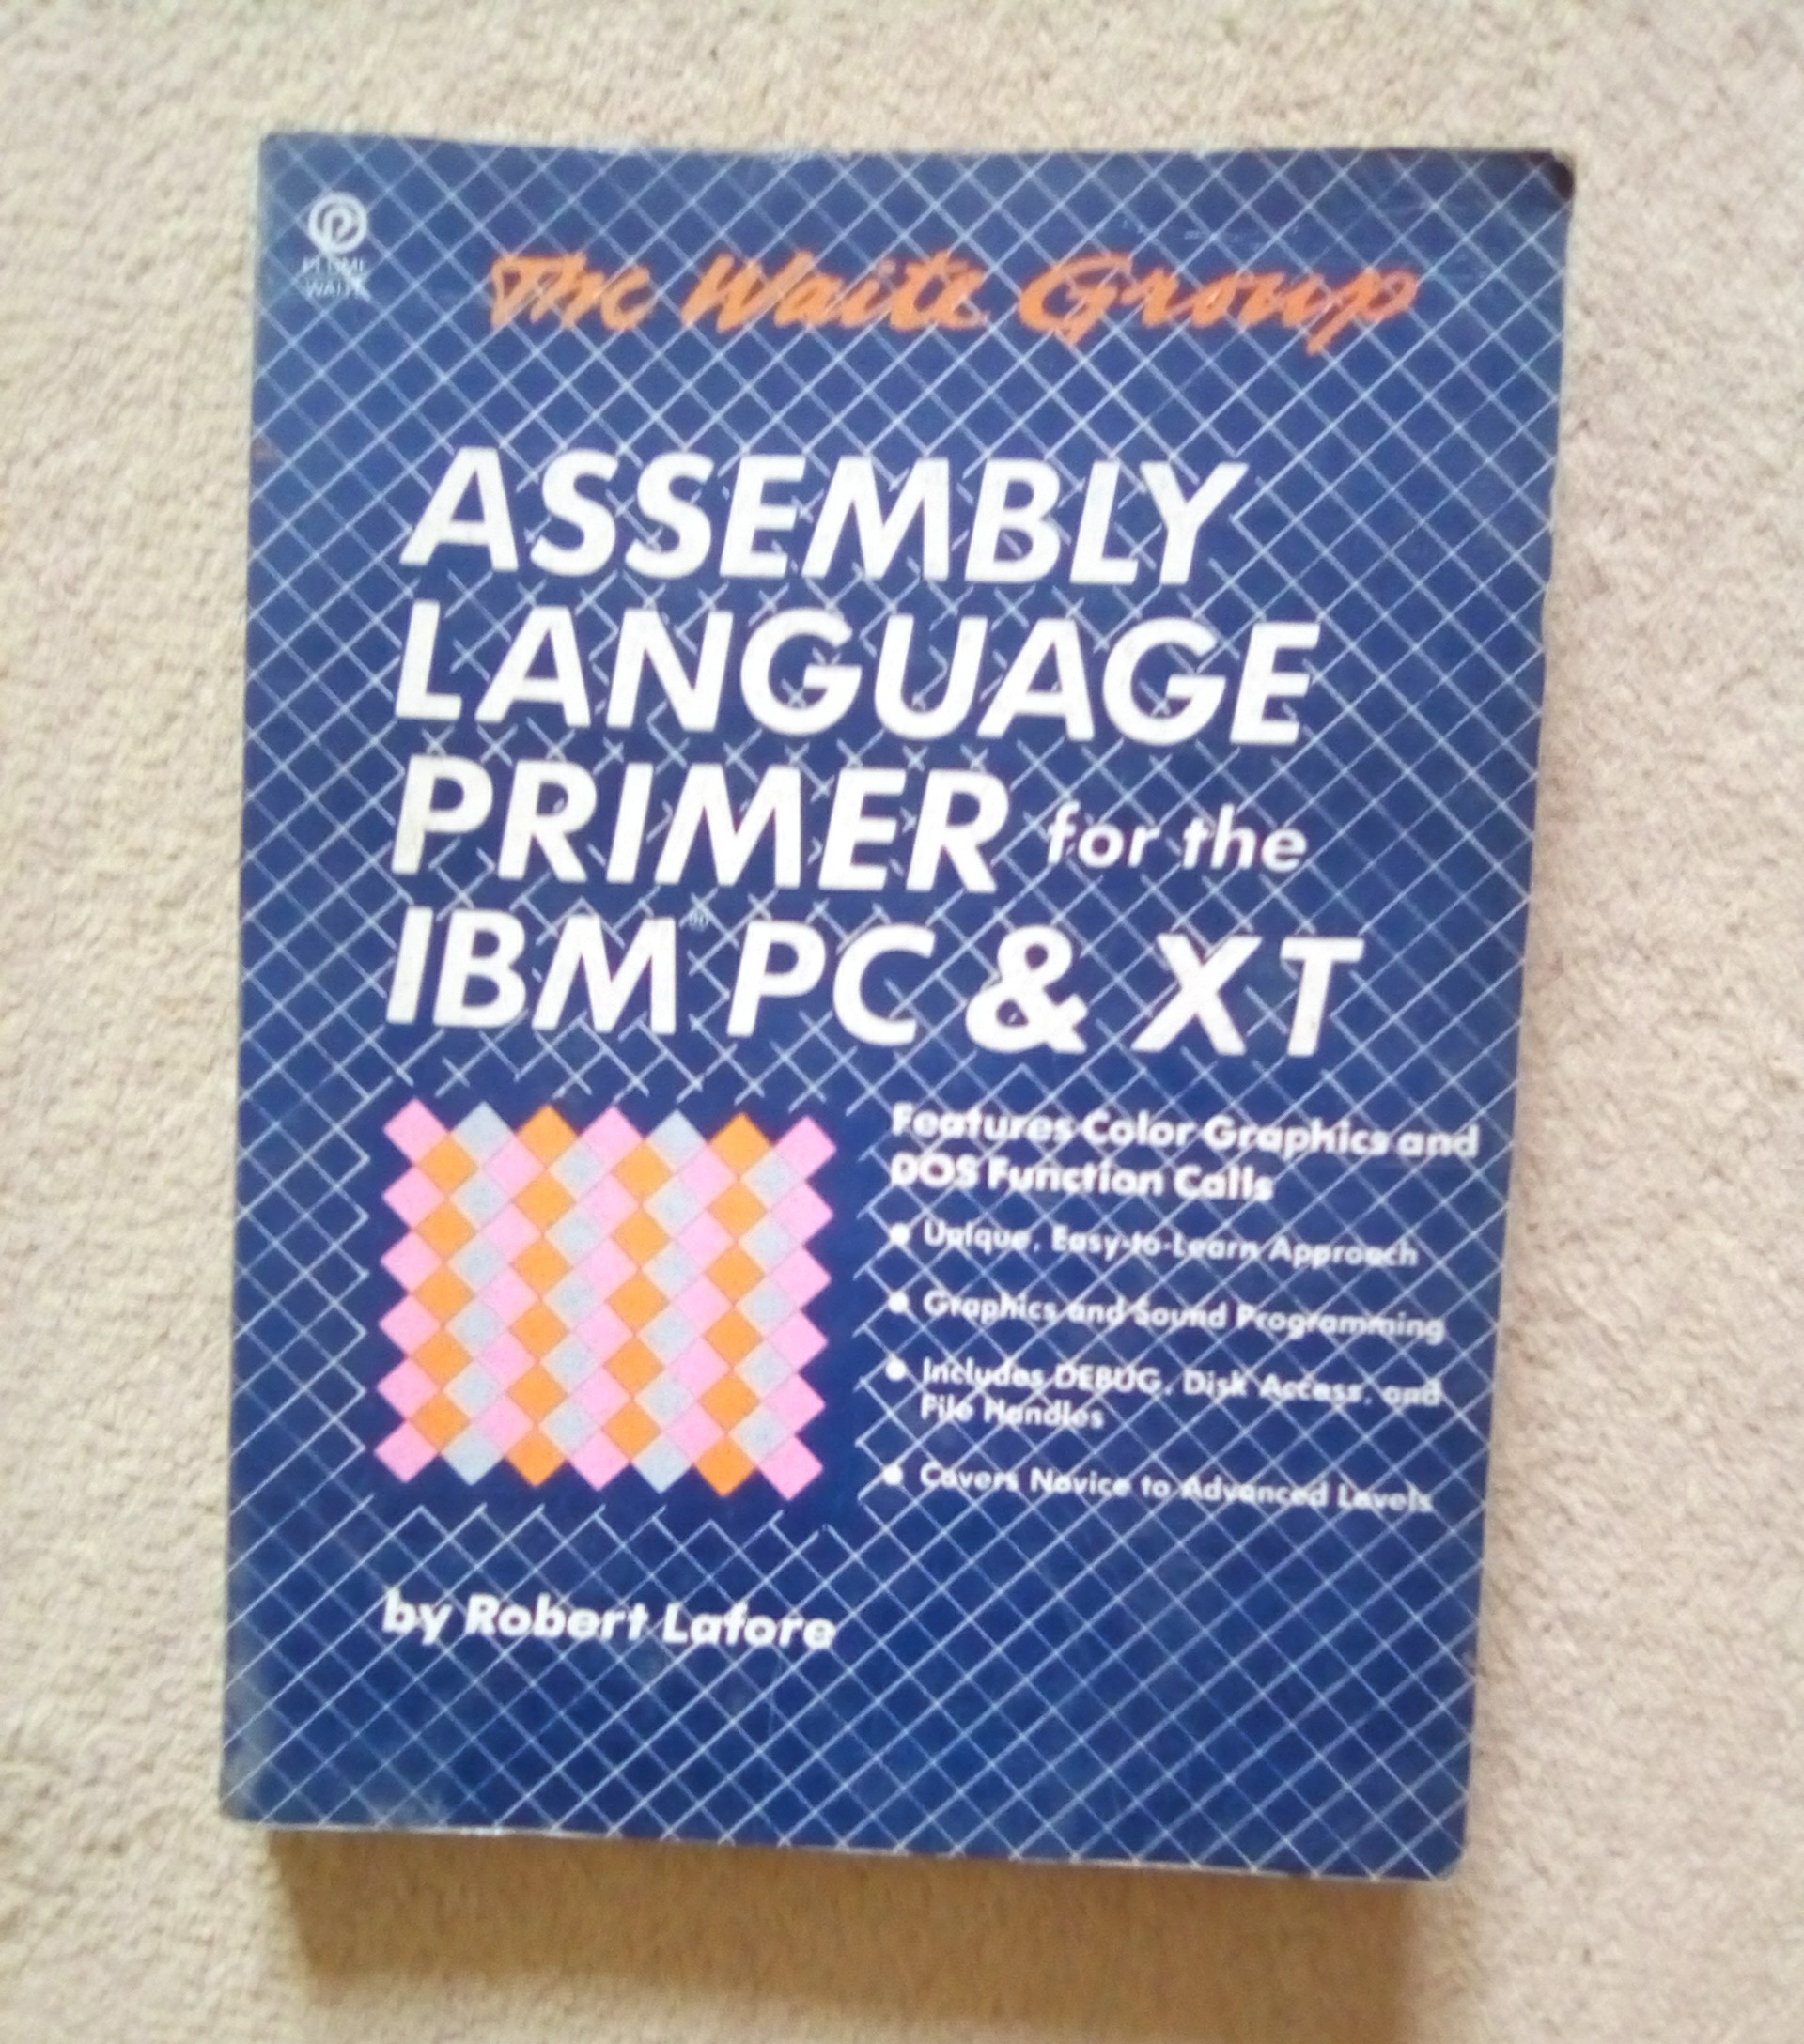 PLUME
WAITE
The Waite Group
ASSEMBLY
LANGUAGE
PRIMER for the
IBM® PC & XT
Features Color Graphics and
DOS Function Calls
● Unique, Easy-to-Learn Approach
● Graphics and Sound Programming
● Includes DEBUG, Disk Access, and
File Handles
● Covers Novice to Advanced Levels
by Robert Lafore